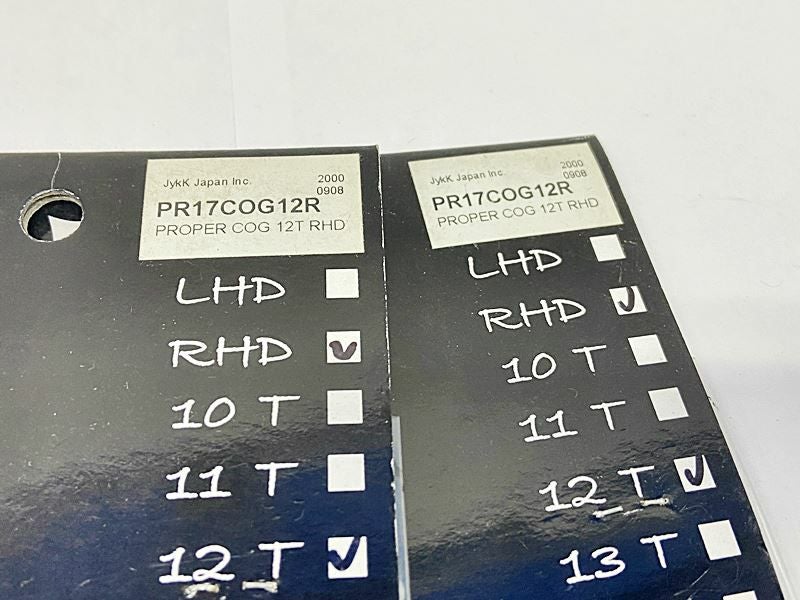 JykK Japan Inc. 2000
0908
PR17COG12R
PROPER COG 12T RHD
LHD
RHD
10 T
11 T
12 T
JykK Japan Inc. 2000
0908
PR17COG12R
PROPER COG 12T RHD
LHD
RHD
10 T
11 T
12 T
13 T